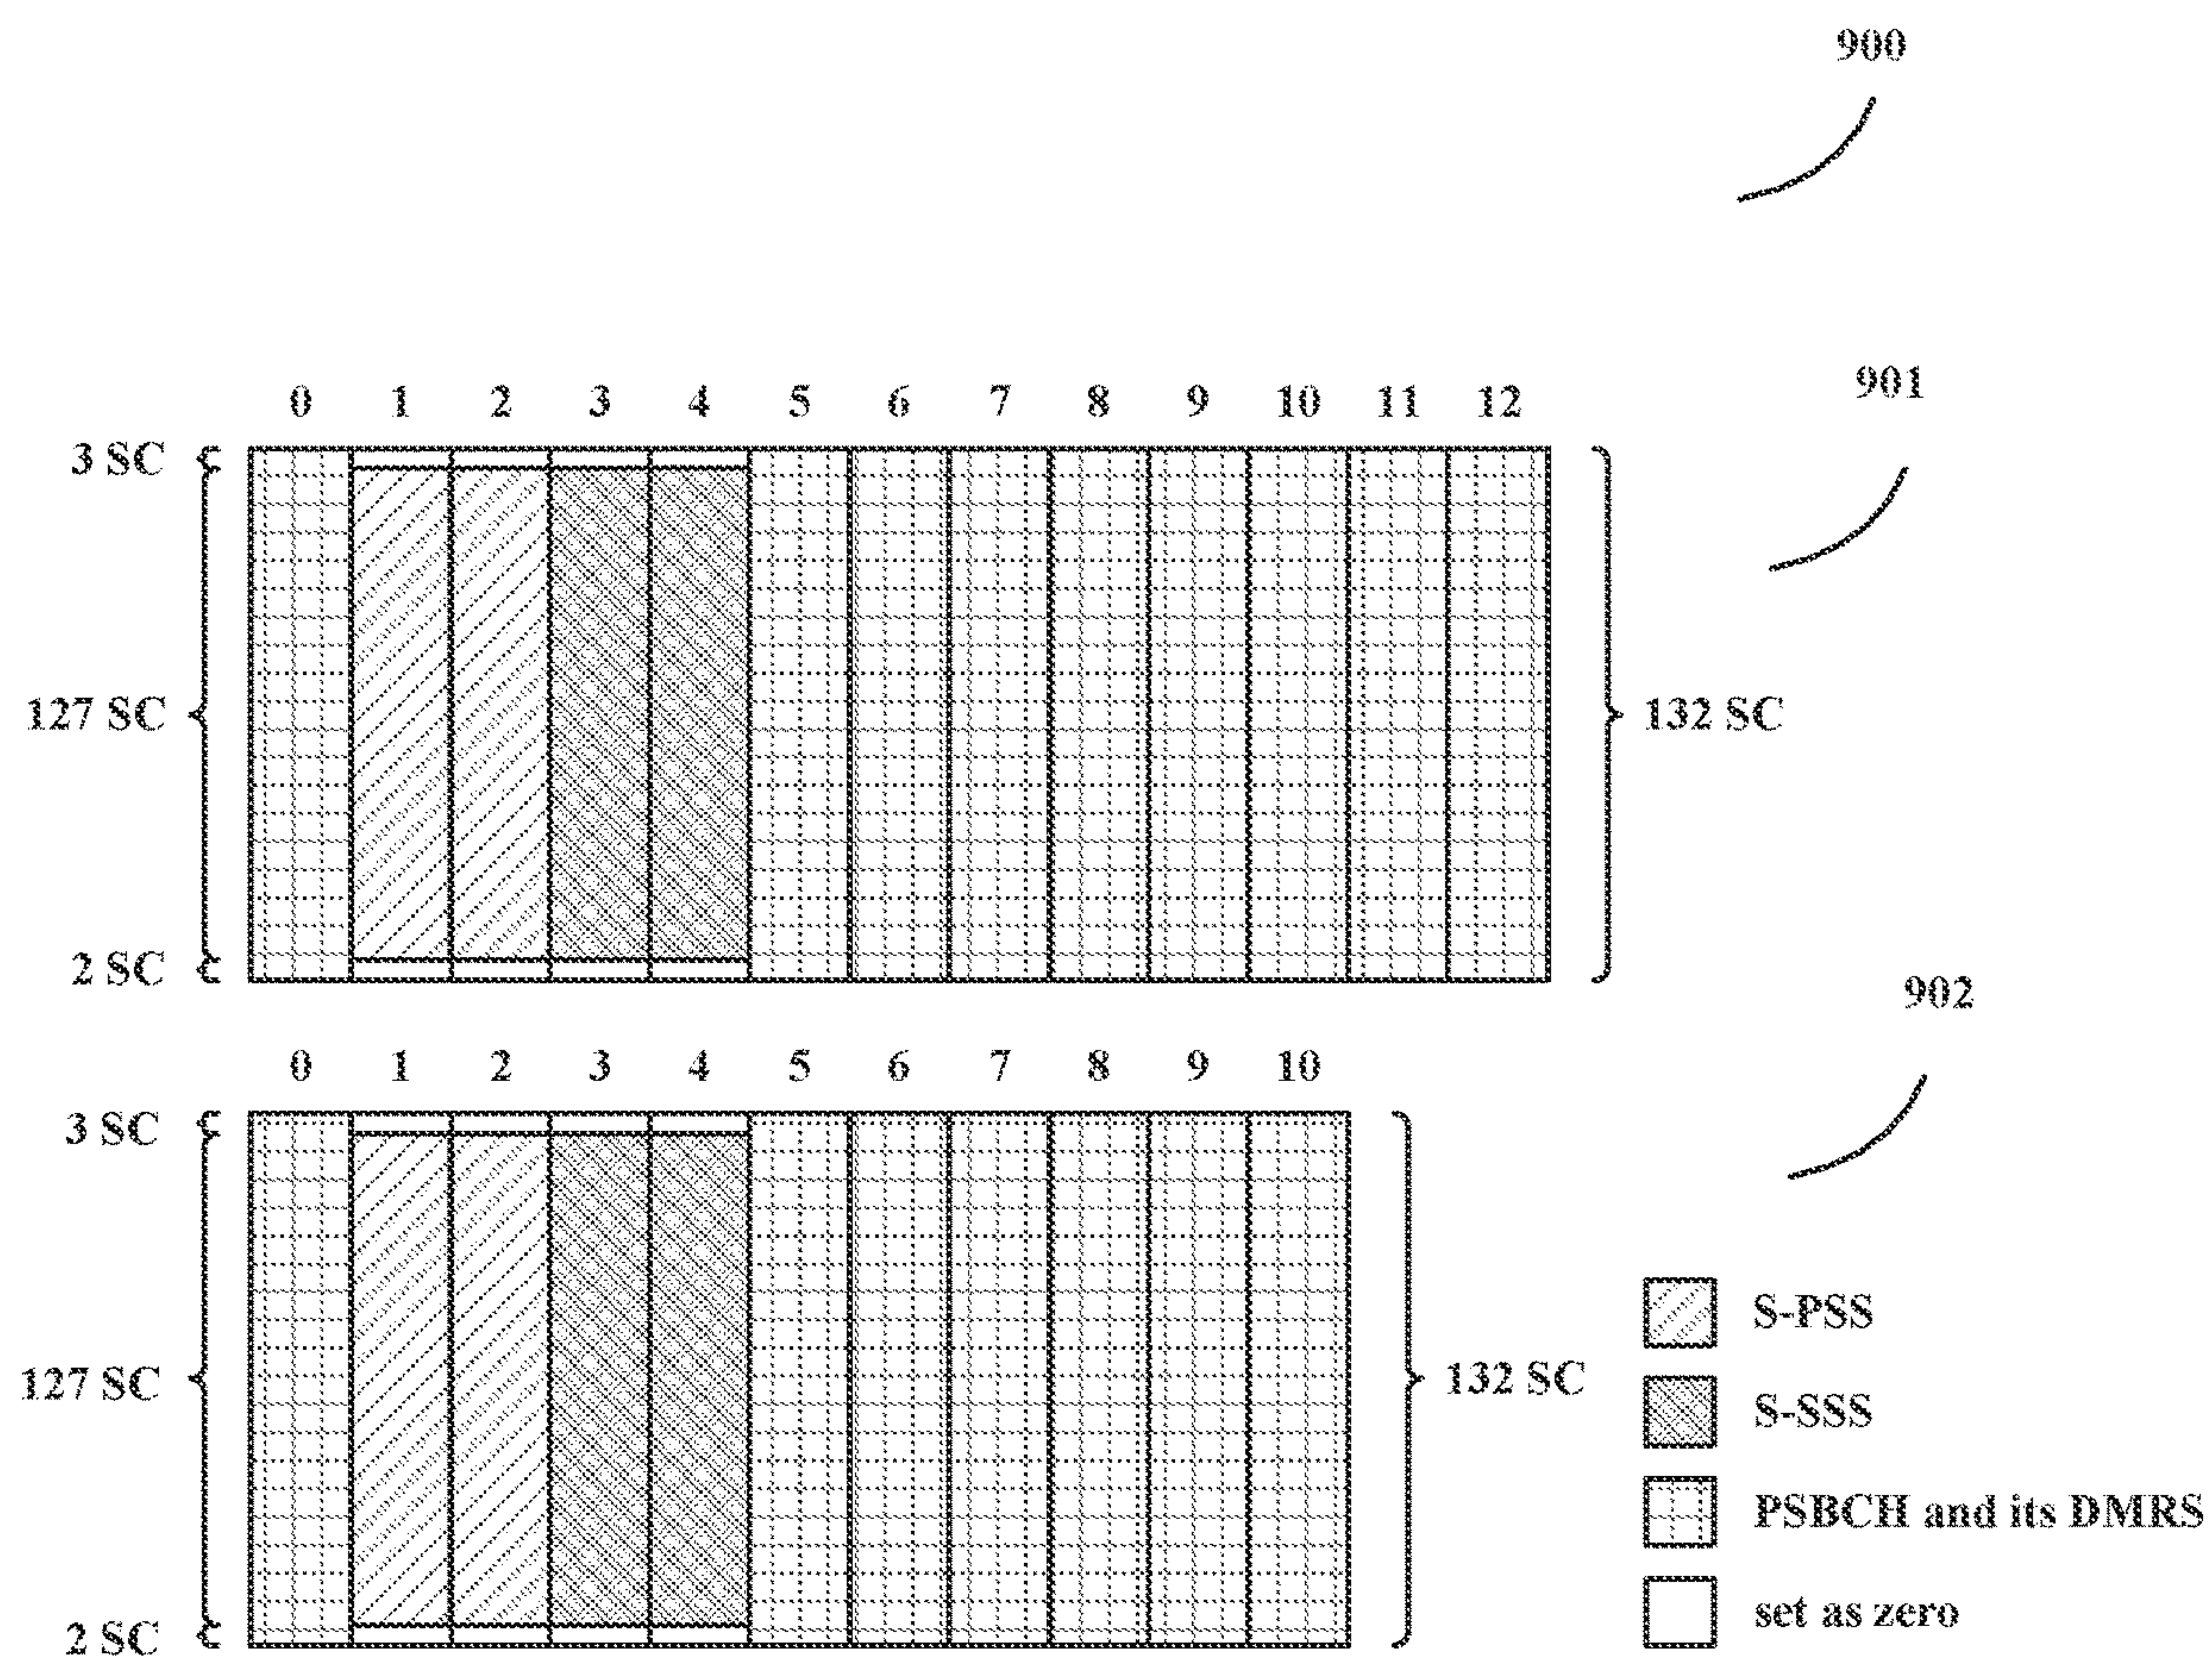 900
901
0 1 2 3 4 5 6 7 8 9 10 11 12
3 SC
127 SC
132 SC
2 SC
902
0 1 2 3 4 5 6 7 8 9 10
3 SC
127 SC
132 SC
2 SC
S-PSS
S-SSS
PSBCH and its DMRS
set as zero